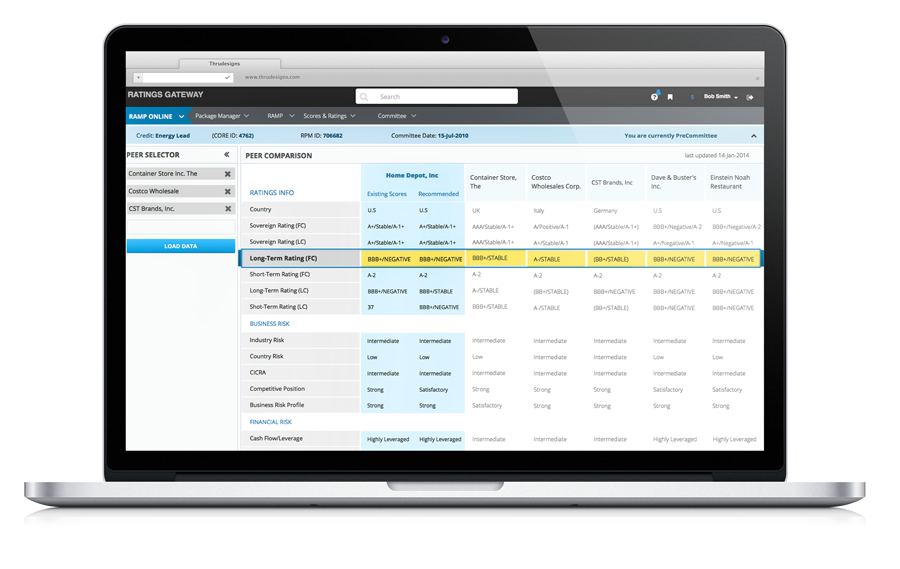 Thrudesigns
www.thrudesigns.com
RATINGS GATEWAY
Search
Bob Smith
RAMP ONLINE Package Manager RAMP Scores & Ratings Committee
Credit: Energy Lead (CORE ID: 4762) RPM ID: 706682 Committee Date: 15-Jul-2010 You are currently PreCommittee
PEER SELECTOR
Container Store Inc. The
Costco Wholesale
CST Brands, Inc.
LOAD DATA
PEER COMPARISON last updated 14-jan-2014
Home Depot, Inc Container Store, The Costco Wholesales Corp. CST Brands, Inc Dave & Buster's Inc. Einstein Noah Restaurant
RATINGS INFO Existing Scores Recommended
Country U.S U.S UK Italy Germany U.S U.S
Sovereign Rating (FC) A+/Stable/A-1+ A+/Stable/A-1+ AAA/Stable/A-1+ A/Positive/A-1 (AAA/Stable/A-1+) BBB+/Negative/A-2 BBB+/Negative/A-2
Sovereign Rating (LC) A+/Stable/A-1+ A+/Stable/A-1+ AAA/Stable/A-1+ A/Positive/A-1 (AAA/Stable/A-1+) A+/Negative/A-1 A+/Negative/A-1
Long-Term Rating (FC) BBB+/NEGATIVE BBB+/NEGATIVE BBB+/STABLE A-/STABLE (BB+/STABLE) BBB+/NEGATIVE BBB+/NEGATIVE
Short-Term Rating (FC) A-2 A-2 A-2 A-2 A-2 A-2 A-2
Long-Term Rating (LC) BBB+/NEGATIVE BBB+/STABLE A-/STABLE (BB+/STABLE) BBB+/NEGATIVE BBB+/NEGATIVE BBB+/NEGATIVE
Shot-Term Rating (LC) 37 BBB+/NEGATIVE BBB+/STABLE A-/STABLE (BB+/STABLE) BBB+/NEGATIVE BBB+/NEGATIVE
BUSINESS RISK
Industry Risk Intermediate Intermediate Intermediate Intermediate Intermediate Intermediate Intermediate
Country Risk Low Low Low Intermediate Intermediate Low Low
CICRA Intermediate Intermediate Intermediate Intermediate Intermediate Intermediate Intermediate
Competitive Position Strong Satisfactory Strong Strong Strong Satisfactory Satisfactory
Business Risk Profile Strong Strong Satisfactory Strong Strong Strong Strong
FINANCIAL RISK
Cash Flow/Leverage Highly Leveraged Highly Leveraged Intermediate Intermediate Intermediate Highly Leveraged Highly Leveraged